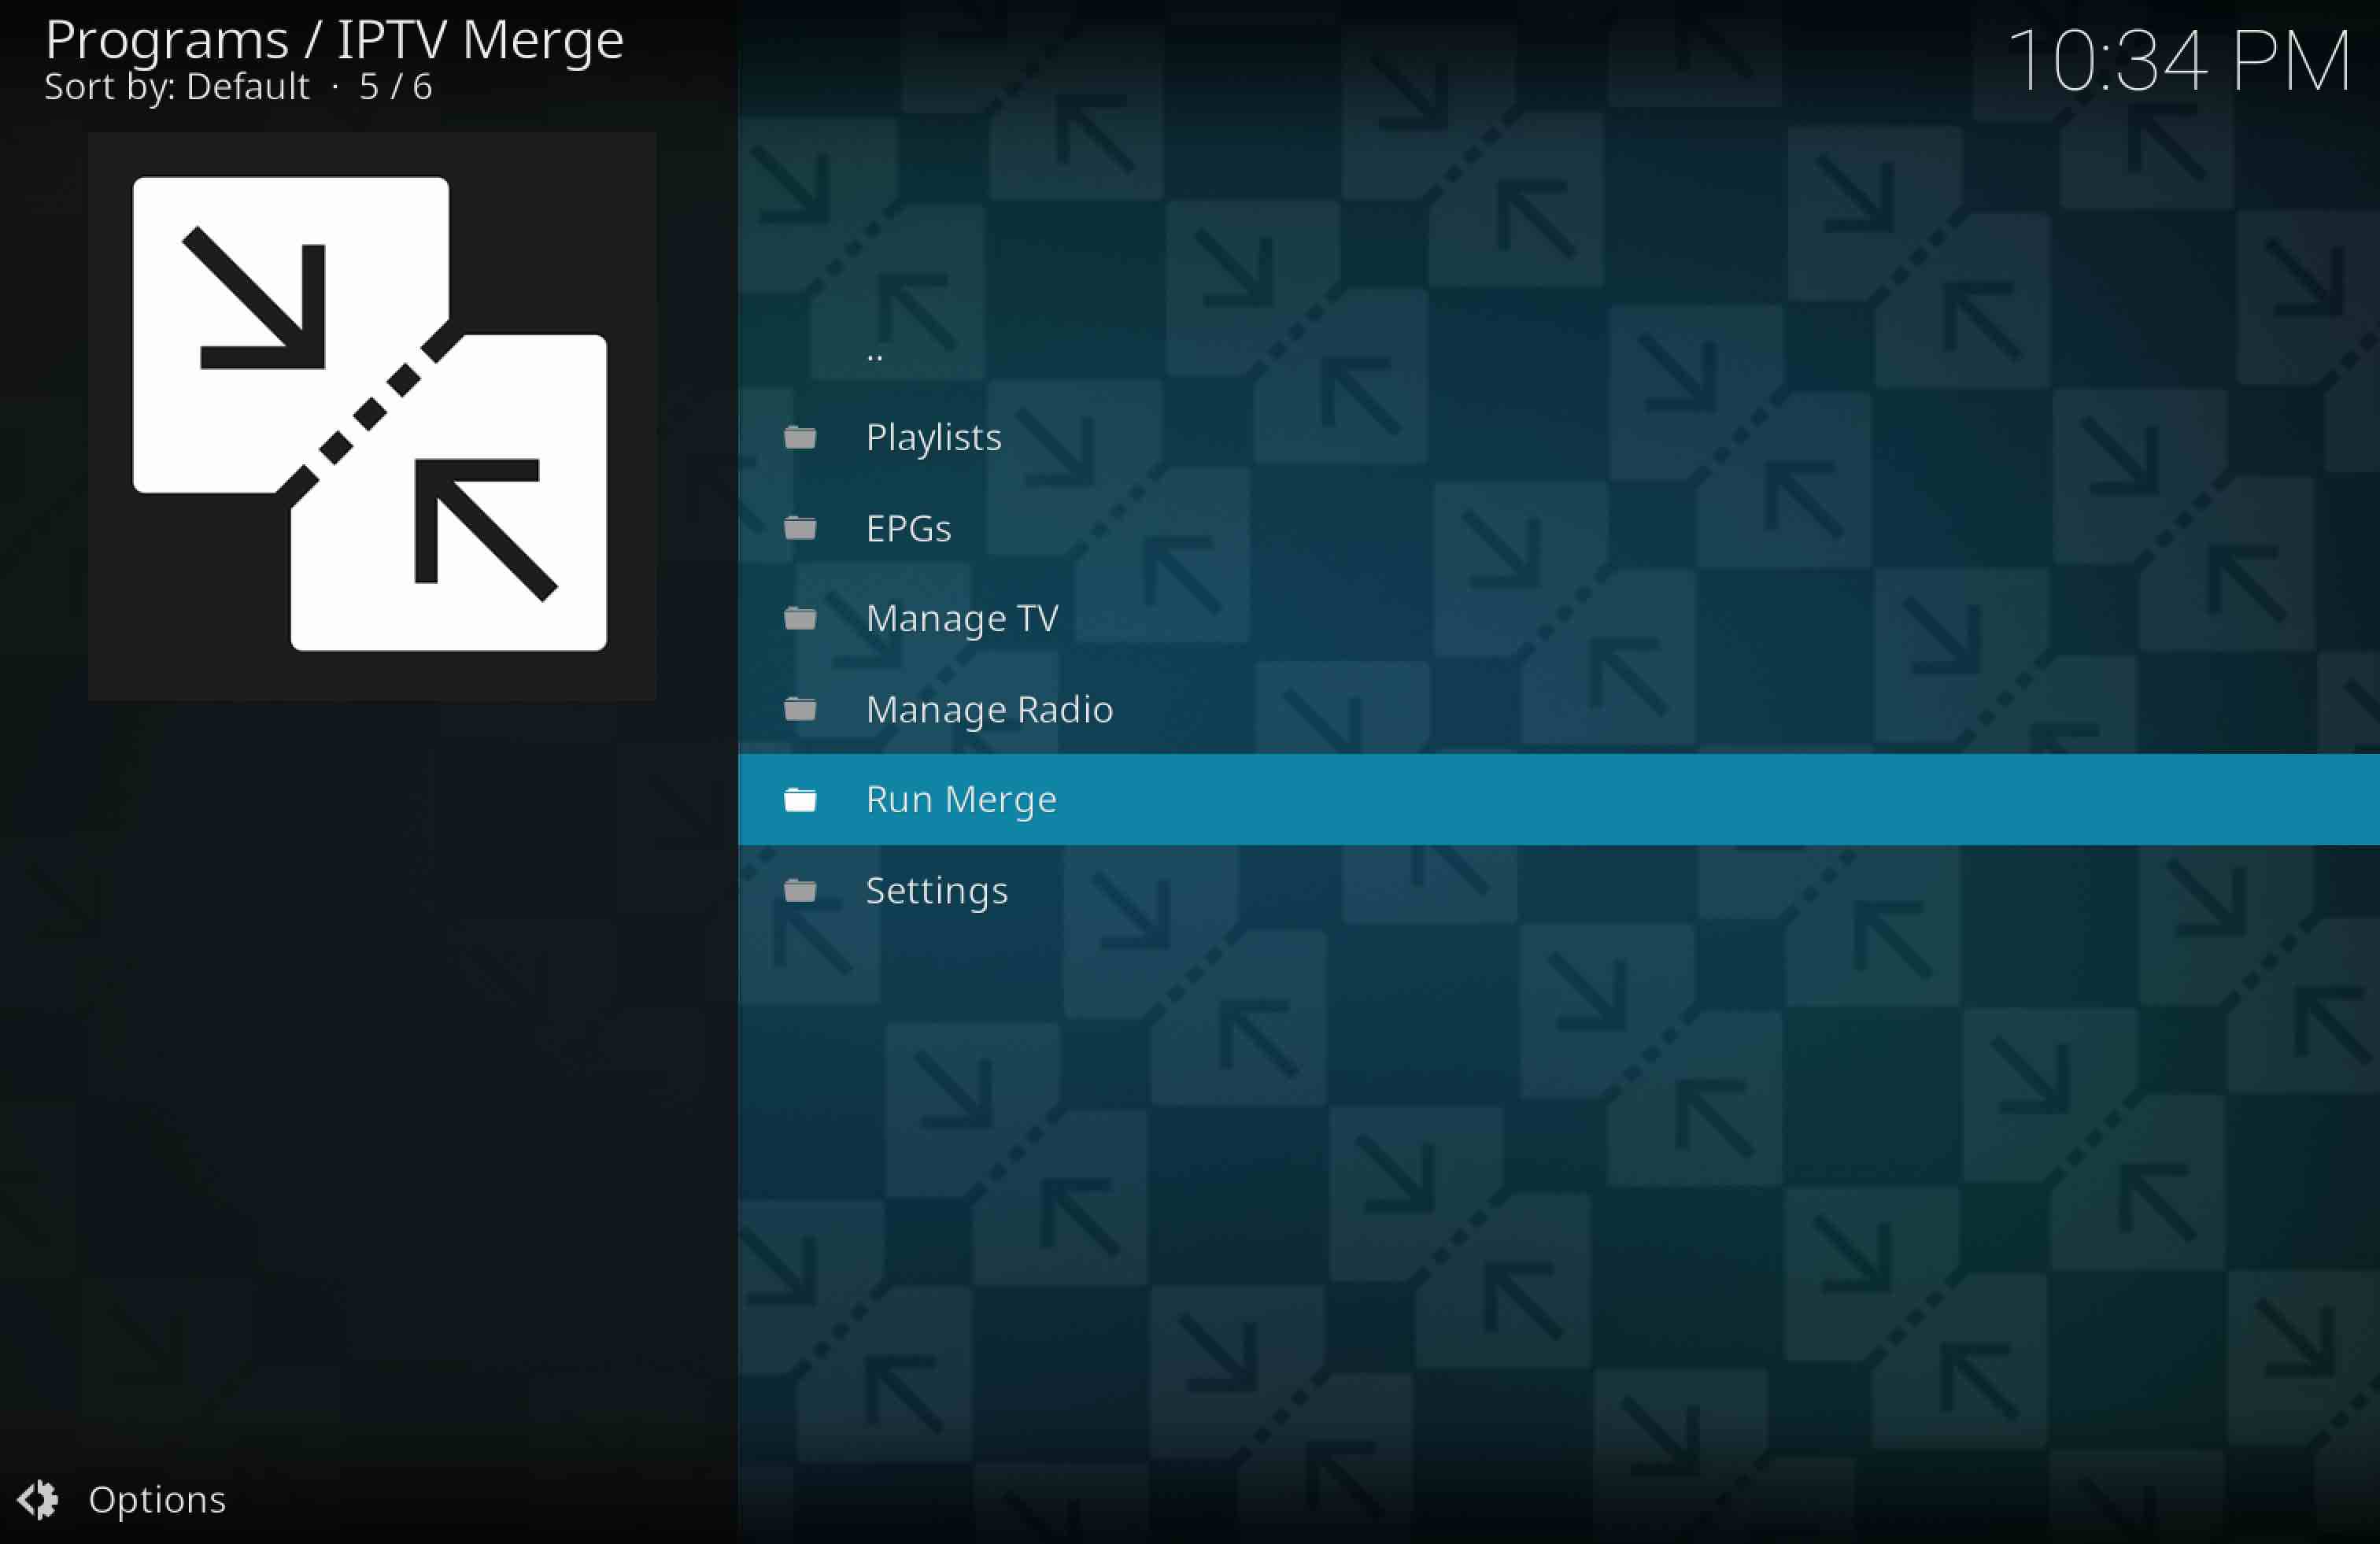 Programs / IPTV Merge
Sort by: Default · 5 / 6
10:34 PM
..
Playlists
EPGs
Manage TV
Manage Radio
Run Merge
Settings
Options